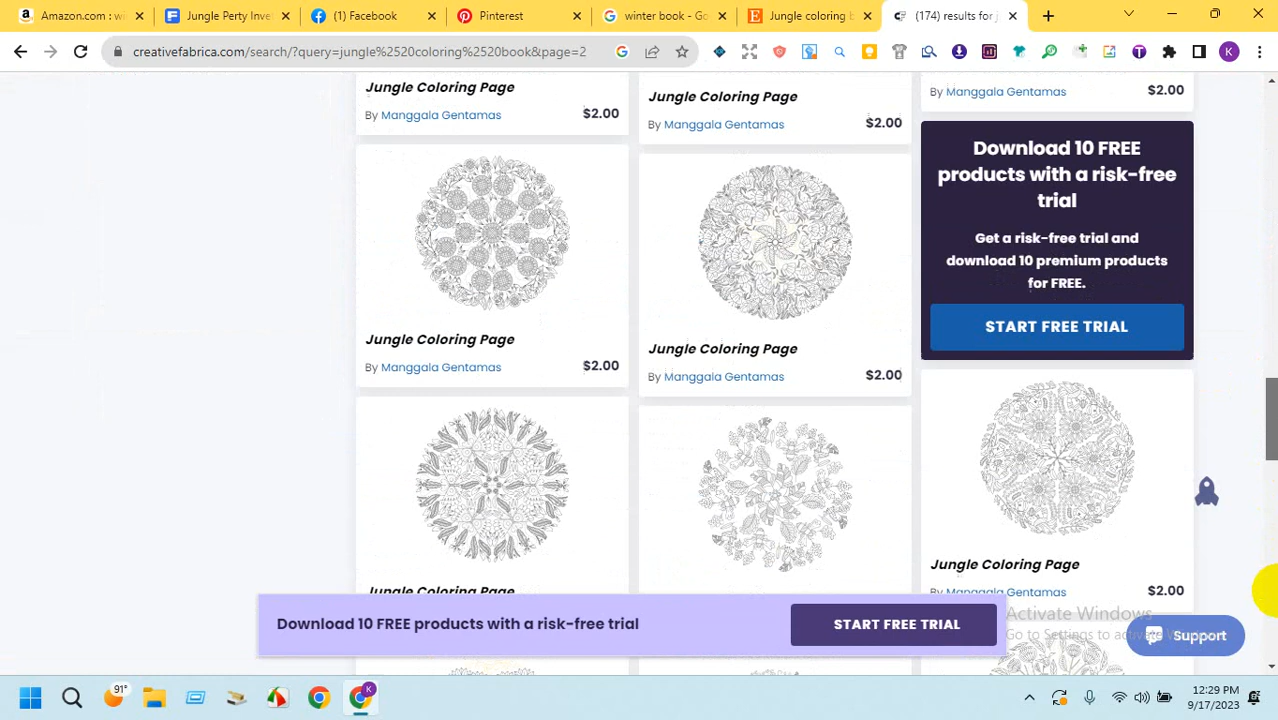 Amazon.com : w
Jungle Perty Inve
(1) Facebook
Pinterest
winter book - Go
Jungle coloring b
(174) results for j
creativefabrica.com/search/?query=jungle%2520coloring%2520book&page=2
K
Jungle Coloring Page
By Manggala Gentamas $2.00
Jungle Coloring Page
By Manggala Gentamas $2.00
By Manggala Gentamas $2.00
Download 10 FREE
products with a risk-free
trial
Get a risk-free trial and
download 10 premium products
for FREE.
START FREE TRIAL
Jungle Coloring Page
By Manggala Gentamas $2.00
Jungle Coloring Page
By Manggala Gentamas $2.00
Jungle Coloring Page
Jungle Coloring Page
By Manggala Gentamas $2.00
Download 10 FREE products with a risk-free trial
START FREE TRIAL
Activate Windows
Go to Settings to activate
Support
91°
K
12:29 PM
9/17/2023